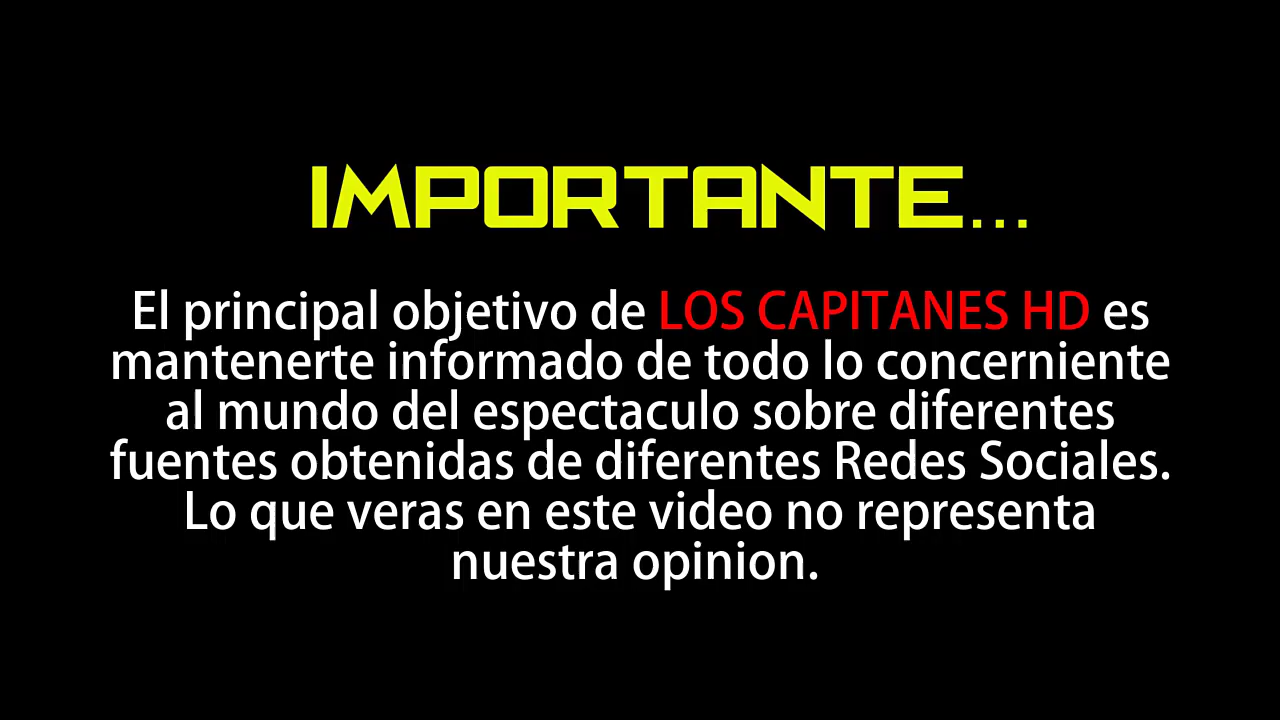 IMPORTANTE...
El principal objetivo de LOS CAPITANES HD es
mantenerte informado de todo lo concerniente
al mundo del espectaculo sobre diferentes
fuentes obtenidas de diferentes Redes Sociales.
Lo que veras en este video no representa
nuestra opinion.